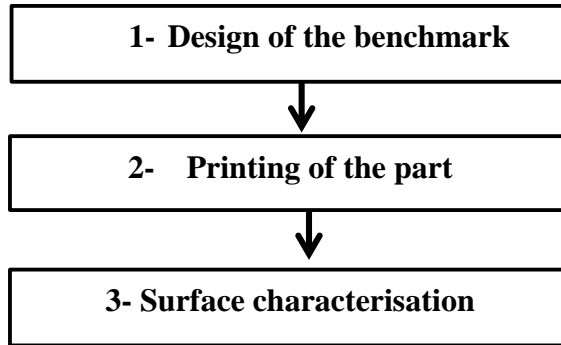 1- Design of the benchmark
2- Printing of the part
3- Surface characterisation